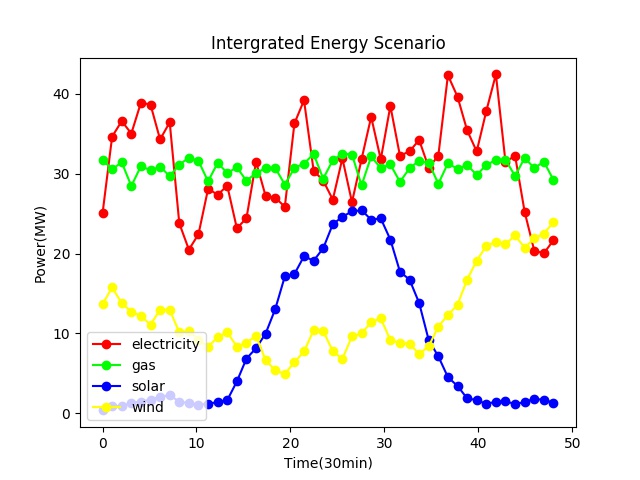 Intergrated Energy Scenario
Power(MW)
40
30
20
10
0
electricity
gas
solar
wind
0 10 20 30 40 50
Time(30min)